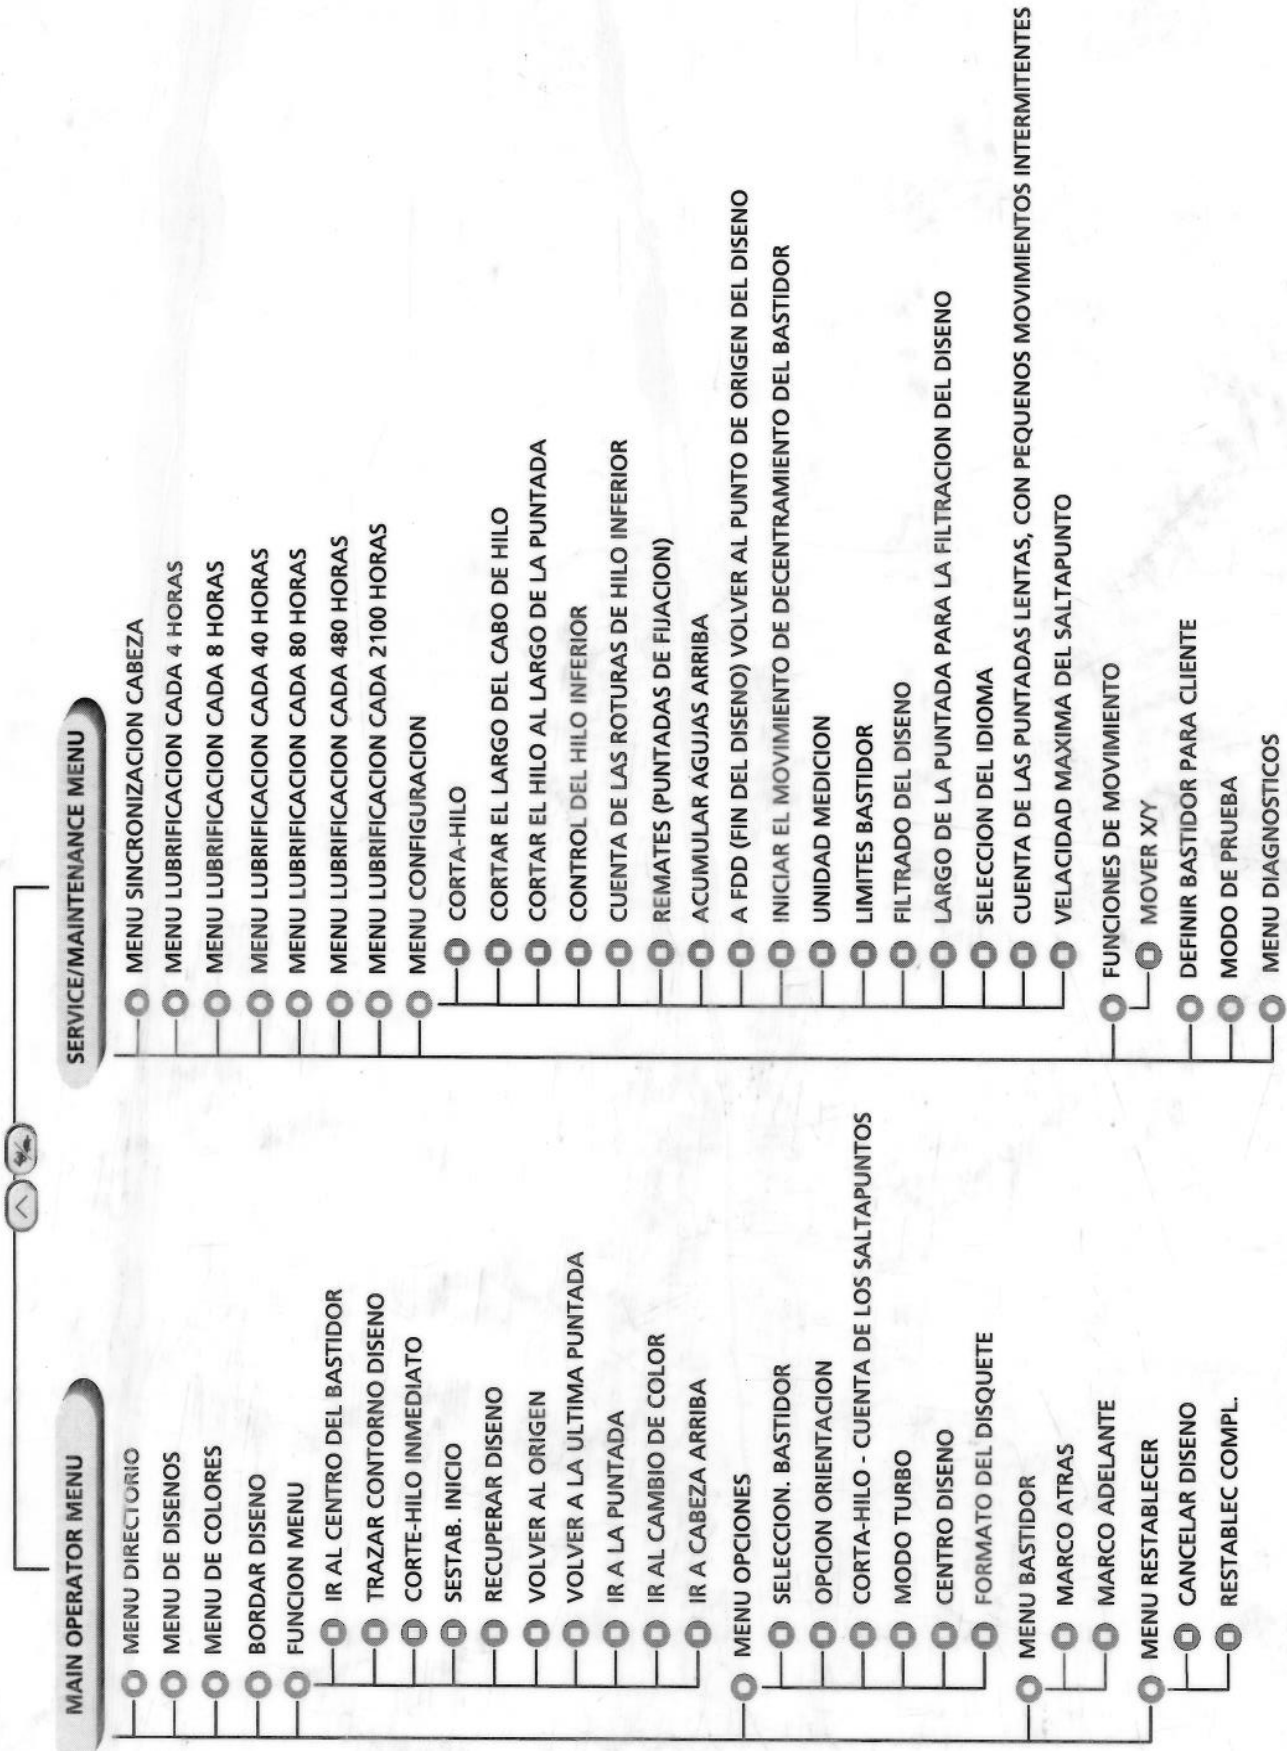 MAIN OPERATOR MENU
MENU DIRECTORIO
MENU DE DISENOS
MENU DE COLORES
BORDAR DISENO
FUNCION MENU
IR AL CENTRO DEL BASTIDOR
TRAZAR CONTORNO DISENO
CORTE-HILO INMEDIATO
SESTAB. INICIO
RECUPERAR DISENO
VOLVER AL ORIGEN
VOLVER A LA ULTIMA PUNTADA
IR A LA PUNTADA
IR AL CAMBIO DE COLOR
IR A CABEZA ARRIBA
MENU OPCIONES
SELECCION. BASTIDOR
OPCION ORIENTACION
CORTA-HILO - CUENTA DE LOS SALTAPUNTOS
MODO TURBO
CENTRO DISENO
FORMATO DEL DISQUETE
MENU BASTIDOR
MARCO ATRAS
MARCO ADELANTE
MENU RESTABLECER
CANCELAR DISENO
RESTABLEC COMPL.
SERVICE/MAINTENANCE MENU
MENU SINCRONIZACION CABEZA
MENU LUBRIFICACION CADA 4 HORAS
MENU LUBRIFICACION CADA 8 HORAS
MENU LUBRIFICACION CADA 40 HORAS
MENU LUBRIFICACION CADA 80 HORAS
MENU LUBRIFICACION CADA 480 HORAS
MENU LUBRIFICACION CADA 2100 HORAS
MENU CONFIGURACION
CORTA-HILO
CORTAR EL LARGO DEL CABO DE HILO
CORTAR EL HILO AL LARGO DE LA PUNTADA
CONTROL DEL HILO INFERIOR
CUENTA DE LAS ROTURAS DE HILO INFERIOR
REMATES (PUNTADAS DE FIJACION)
ACUMULAR AGUJAS ARRIBA
A FDD (FIN DEL DISENO) VOLVER AL PUNTO DE ORIGEN DEL DISENO
INICIAR EL MOVIMIENTO DE DECENTRAMIENTO DEL BASTIDOR
UNIDAD MEDICION
LIMITES BASTIDOR
FILTRADO DEL DISENO
LARGO DE LA PUNTADA PARA LA FILTRACION DEL DISENO
SELECCION DEL IDIOMA
CUENTA DE LAS PUNTADAS LENTAS, CON PEQUENOS MOVIMIENTOS INTERMITENTES
VELACIDAD MAXIMA DEL SALTAPUNTO
FUNCIONES DE MOVIMIENTO
MOVER X/Y
DEFINIR BASTIDOR PARA CLIENTE
MODO DE PRUEBA
MENU DIAGNOSTICOS